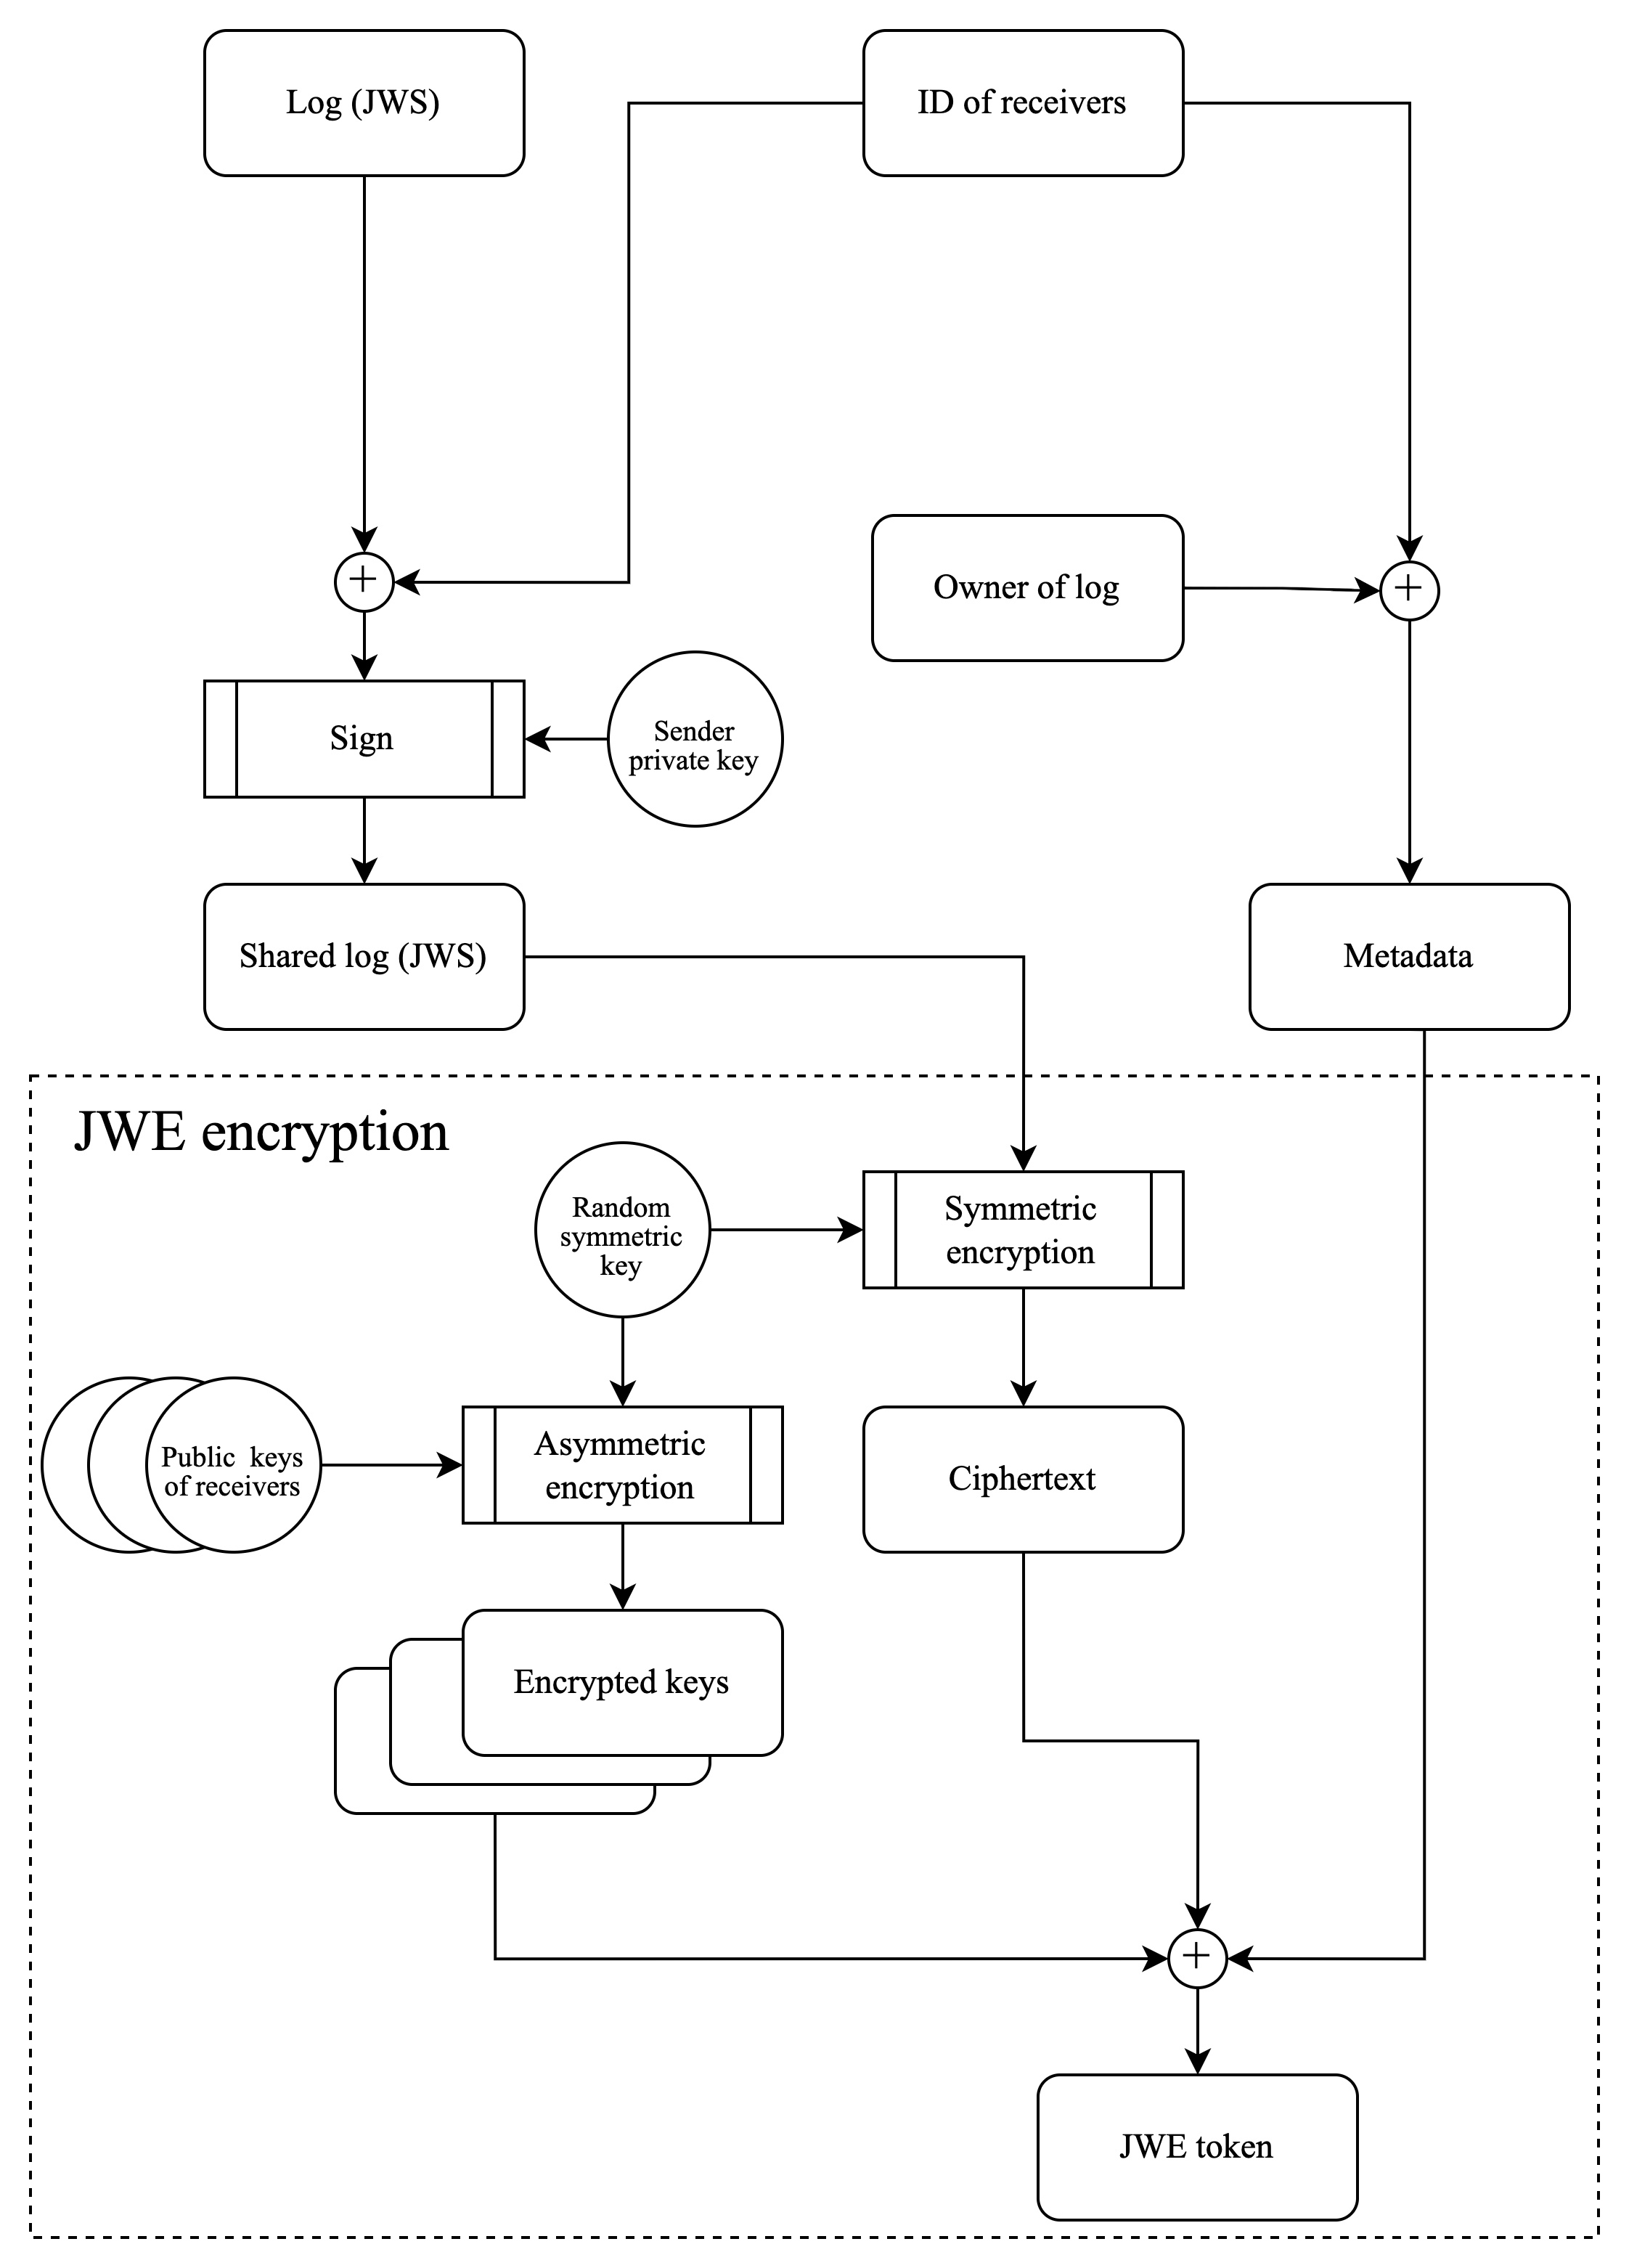 Log (JWS)
ID of receivers
+
Owner of log
+
Sign
Sender
private key
Shared log (JWS)
Metadata
JWE encryption
Random
symmetric
key
Symmetric
encryption
Public keys
of receivers
Asymmetric
encryption
Ciphertext
Encrypted keys
+
JWE token